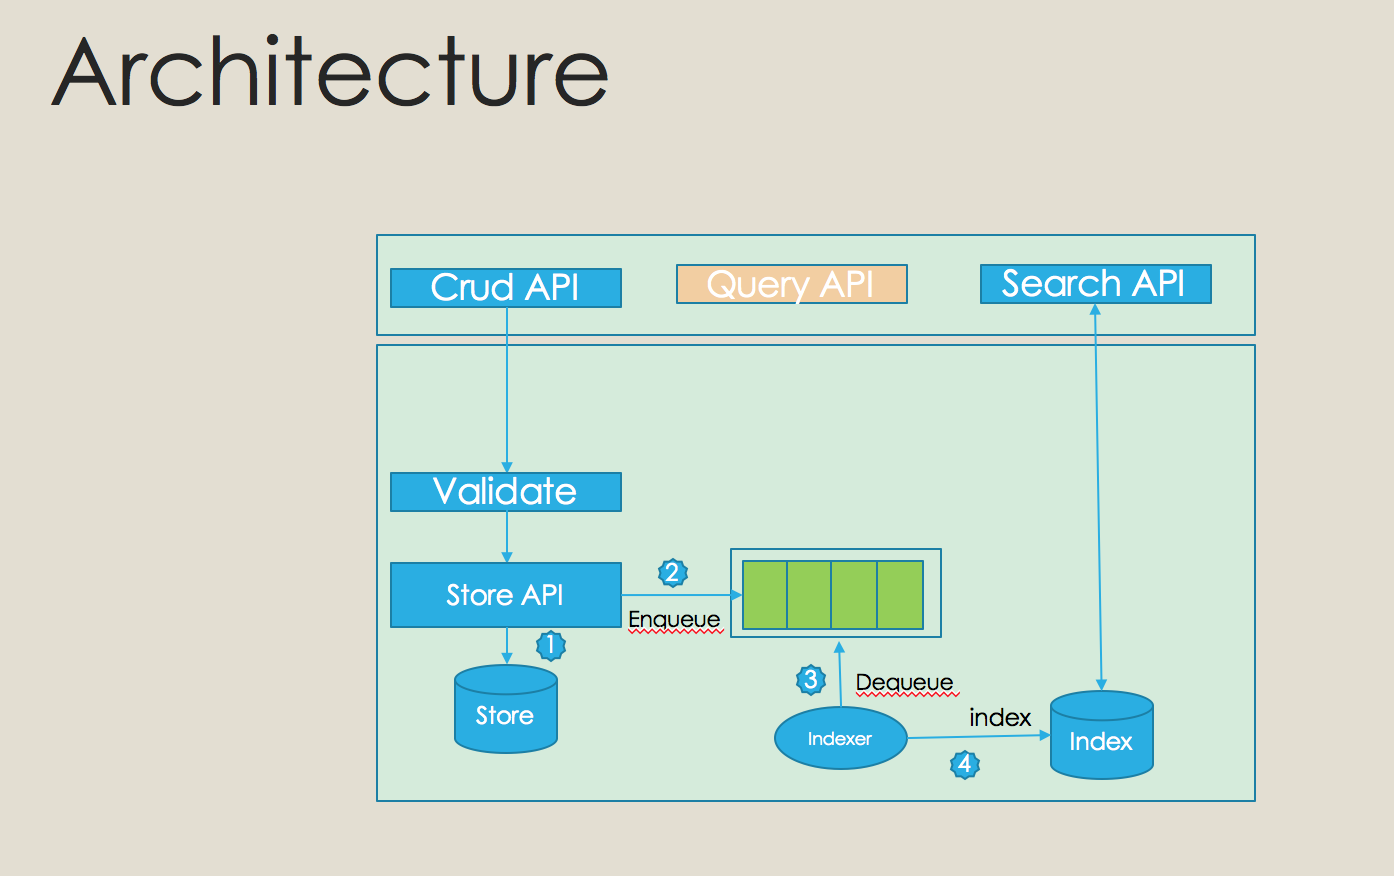 Architecture
Crud API
Query API
Search API
Validate
Store API
2
Enqueue
1
Store
3
Dequeue
Indexer
index
4
Index